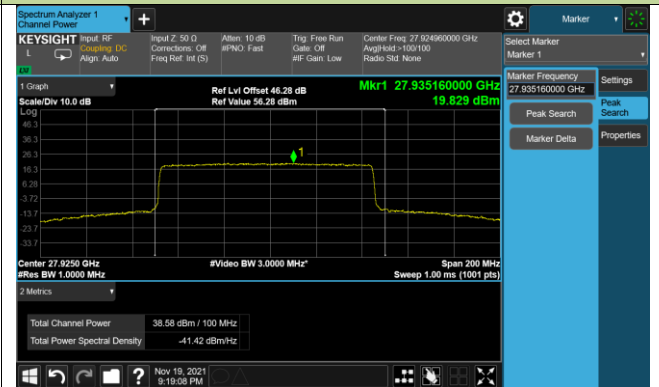 Spectrum Analyzer 1
Channel Power
+
Marker
KEYSIGHT
L
Input: RF
Coupling: DC
Align: Auto
Input Z: 50 Ω
Corrections: Off
Freq Ref: Int (S)
Atten: 10 dB
#PNO: Fast
Trig: Free Run
Gate: Off
#IF Gain: Low
Center Freq: 27.924960000 GHz
Avg|Hold:>100/100
Radio Std: None
Select Marker
Marker 1
1 Graph
Scale/Div 10.0 dB
Ref Lvl Offset 46.28 dB
Ref Value 56.28 dBm
Mkr1 27.935160000 GHz
19.829 dBm
Log
46.3
36.3
26.3
16.3
6.28
-3.72
-13.7
-23.7
-33.7
1
Center 27.9250 GHz
#Res BW 1.0000 MHz
#Video BW 3.0000 MHz*
Span 200 MHz
Sweep 1.00 ms (1001 pts)
Marker Frequency
27.935160000 GHz
Peak Search
Marker Delta
Settings
Peak
Search
Properties
2 Metrics
Total Channel Power 38.58 dBm / 100 MHz
Total Power Spectral Density -41.42 dBm/Hz
?
Nov 19, 2021
9:19:08 PM